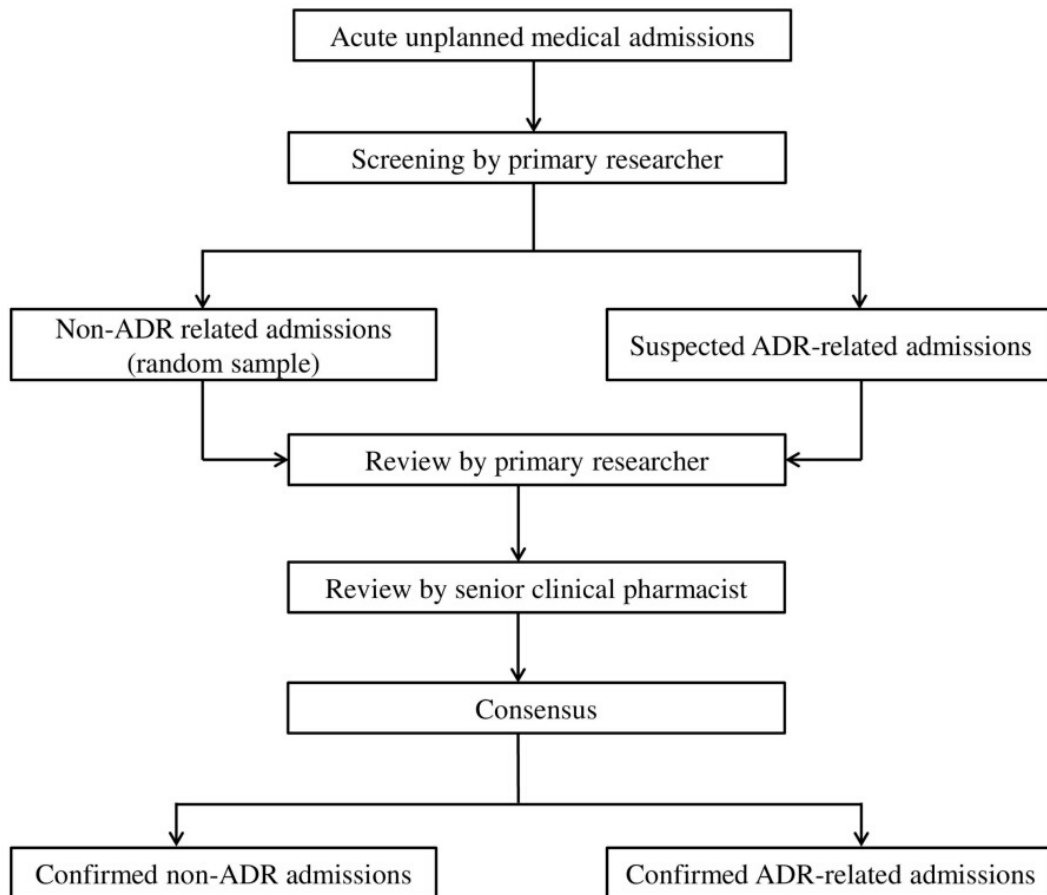 Acute unplanned medical admissions
Screening by primary researcher
Non-ADR related admissions
(random sample)
Suspected ADR-related admissions
Review by primary researcher
Review by senior clinical pharmacist
Consensus
Confirmed non-ADR admissions
Confirmed ADR-related admissions